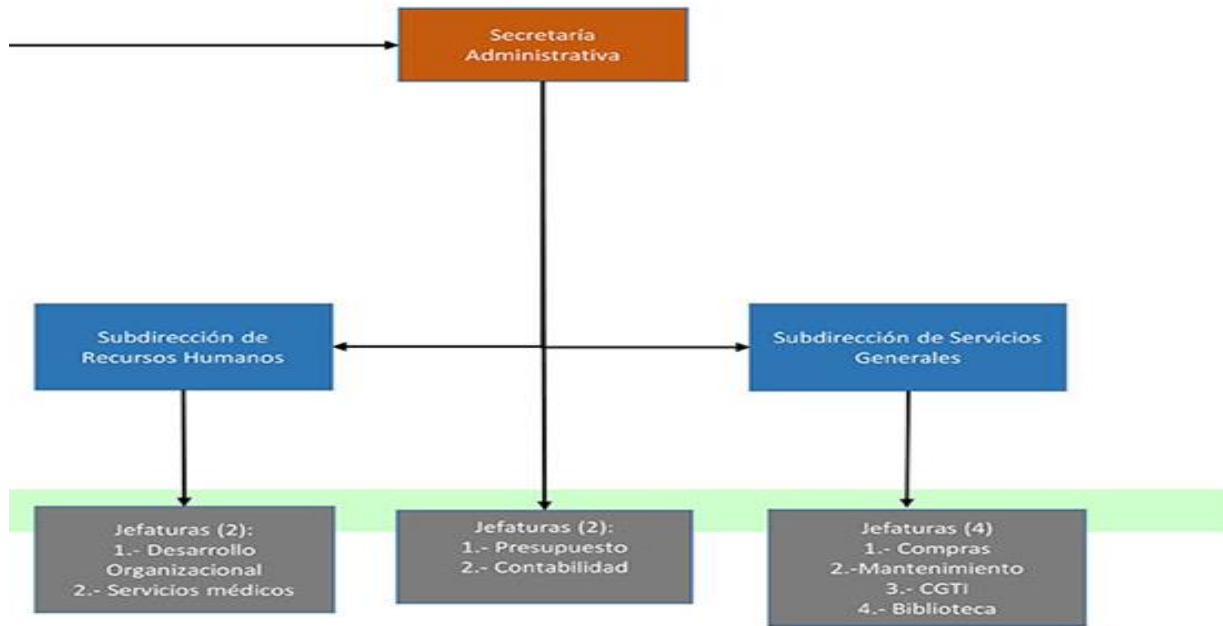 Secretaría
Administrativa
Subdirección de
Recursos Humanos
Subdirección de Servicios
Generales
Jefaturas (2):
1.- Desarrollo
Organizacional
2.- Servicios médicos
Jefaturas (2):
1.- Presupuesto
2.- Contabilidad
Jefaturas (4)
1.- Compras
2.-Mantenimiento
3.- CGTI
4.- Biblioteca